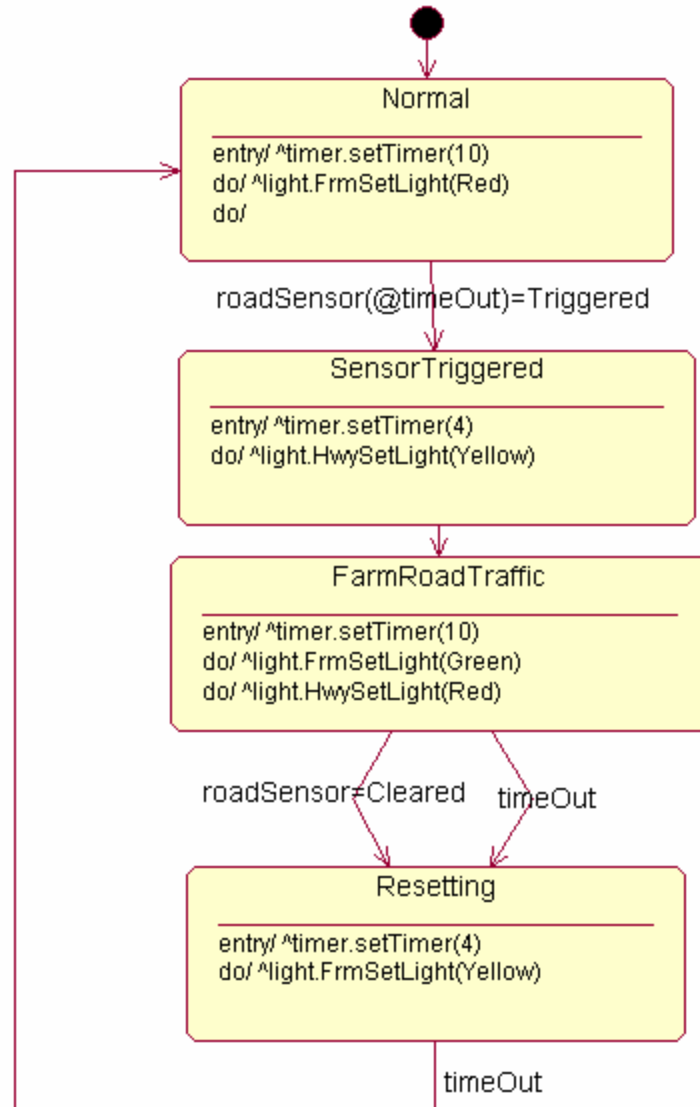 Normal
entry/ ^timer.setTimer(10)
do/ ^light.FrmSetLight(Red)
do/
roadSensor(@timeOut)=Triggered
SensorTriggered
entry/ ^timer.setTimer(4)
do/ ^light.HwySetLight(Yellow)
FarmRoadTraffic
entry/ ^timer.setTimer(10)
do/ ^light.FrmSetLight(Green)
do/ ^light.HwySetLight(Red)
roadSensor=Cleared
timeOut
Resetting
entry/ ^timer.setTimer(4)
do/ ^light.FrmSetLight(Yellow)
timeOut